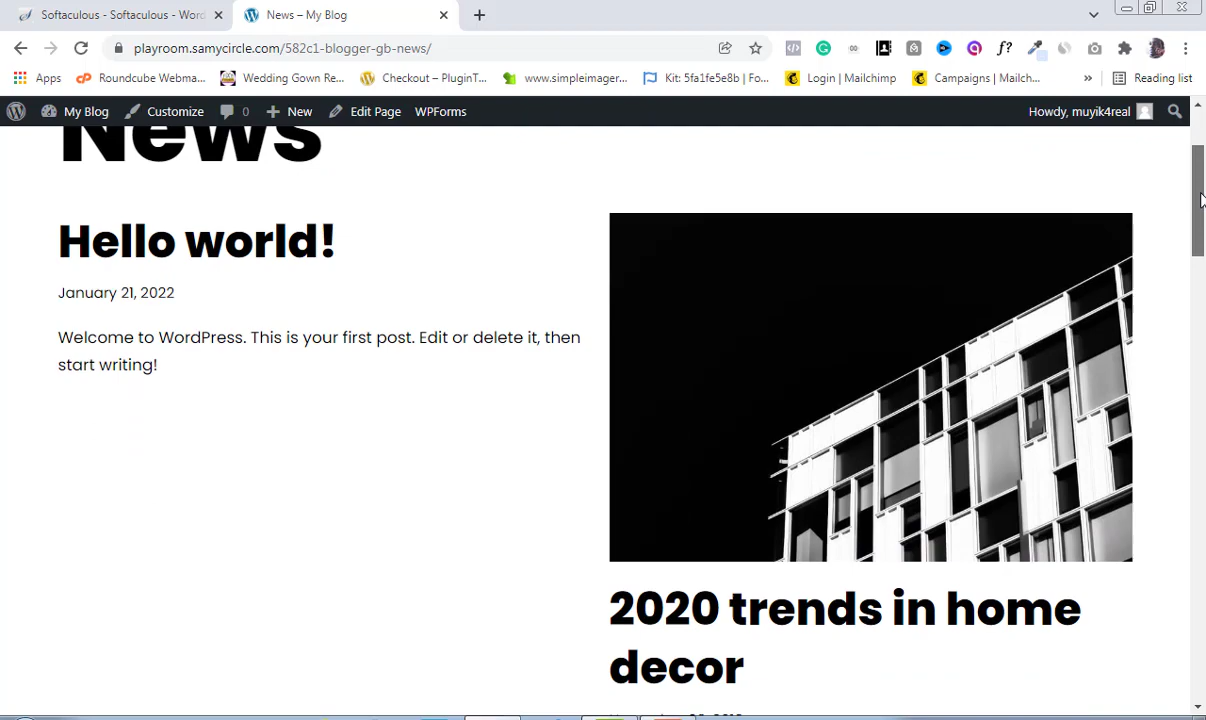 Softaculous - Softaculous - Word
News – My Blog
playroom.samycircle.com/582c1-blogger-gb-news/
Apps
Roundcube Webma...
Wedding Gown Re...
Checkout – PluginT...
www.simpleimager...
Kit: 5fa1fe5e8b | Fo...
Login | Mailchimp
Campaigns | Mailch...
»
Reading list
My Blog
Customize
0
New
Edit Page
WPForms
Howdy, muyik4real
News
Hello world!
January 21, 2022
Welcome to WordPress. This is your first post. Edit or delete it, then
start writing!
2020 trends in home
decor